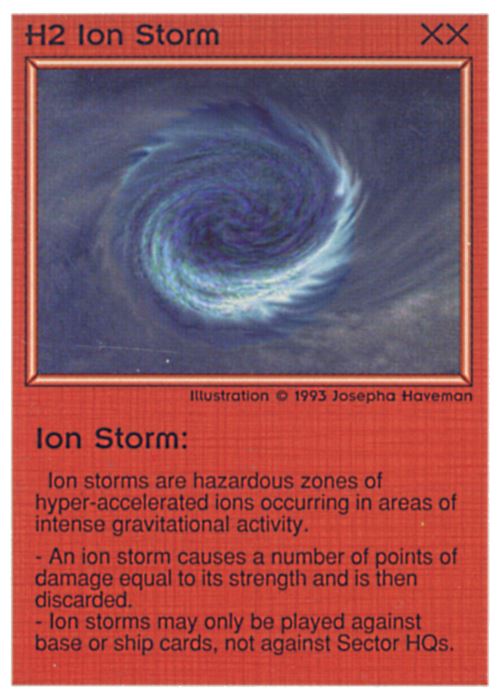 H2 Ion Storm XX
Illustration © 1993 Josepha Haveman
Ion Storm:
Ion storms are hazardous zones of
hyper-accelerated ions occurring in areas of
intense gravitational activity.
- An ion storm causes a number of points of
damage equal to its strength and is then
discarded.
- Ion storms may only be played against
base or ship cards, not against Sector HQs.